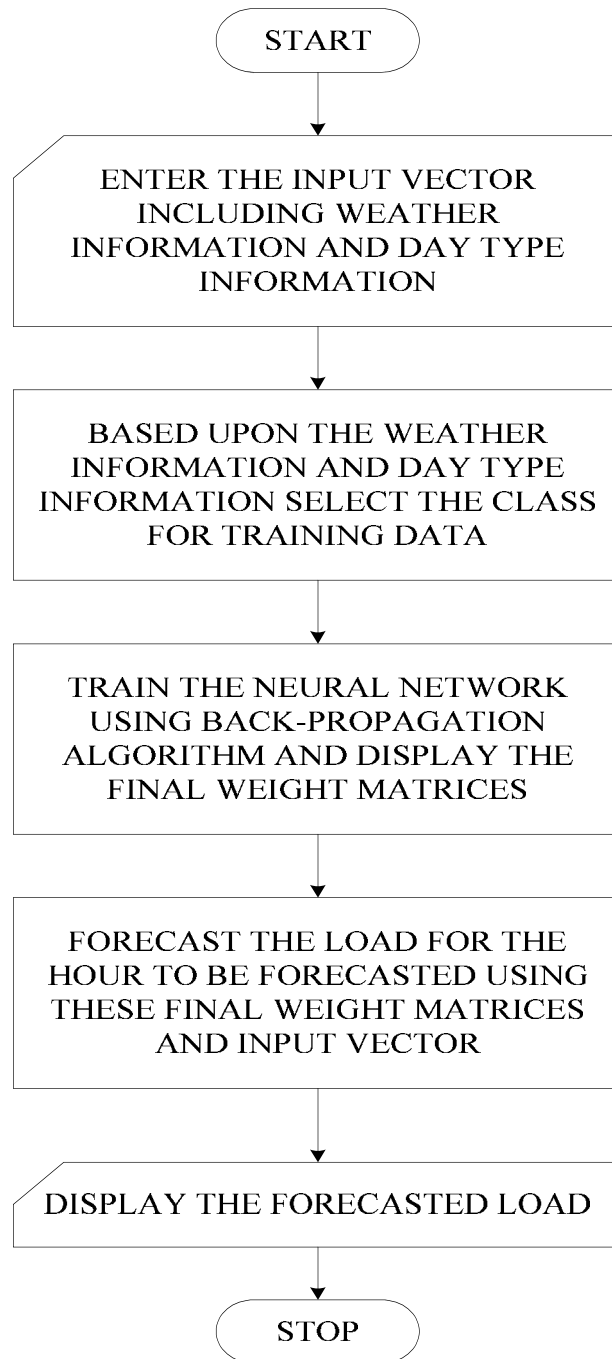 START
ENTER THE INPUT VECTOR
INCLUDING WEATHER
INFORMATION AND DAY TYPE
INFORMATION
BASED UPON THE WEATHER
INFORMATION AND DAY TYPE
INFORMATION SELECT THE CLASS
FOR TRAINING DATA
TRAIN THE NEURAL NETWORK
USING BACK-PROPAGATION
ALGORITHM AND DISPLAY THE
FINAL WEIGHT MATRICES
FORECAST THE LOAD FOR THE
HOUR TO BE FORECASTED USING
THESE FINAL WEIGHT MATRICES
AND INPUT VECTOR
DISPLAY THE FORECASTED LOAD
STOP